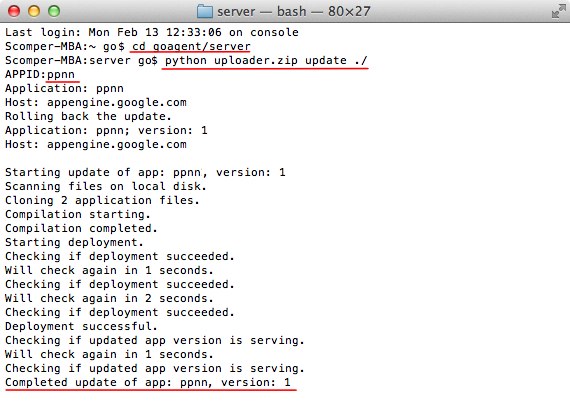 server — bash — 80×27
Last login: Mon Feb 13 12:33:06 on console
Scomper-MBA:~ go$ cd goagent/server
Scomper-MBA:server go$ python uploader.zip update ./
APPID:ppnn
Application: ppnn
Host: appengine.google.com
Rolling back the update.
Application: ppnn; version: 1
Host: appengine.google.com
Starting update of app: ppnn, version: 1
Scanning files on local disk.
Cloning 2 application files.
Compilation starting.
Compilation completed.
Starting deployment.
Checking if deployment succeeded.
Will check again in 1 seconds.
Checking if deployment succeeded.
Will check again in 2 seconds.
Checking if deployment succeeded.
Deployment successful.
Checking if updated app version is serving.
Will check again in 1 seconds.
Checking if updated app version is serving.
Completed update of app: ppnn, version: 1